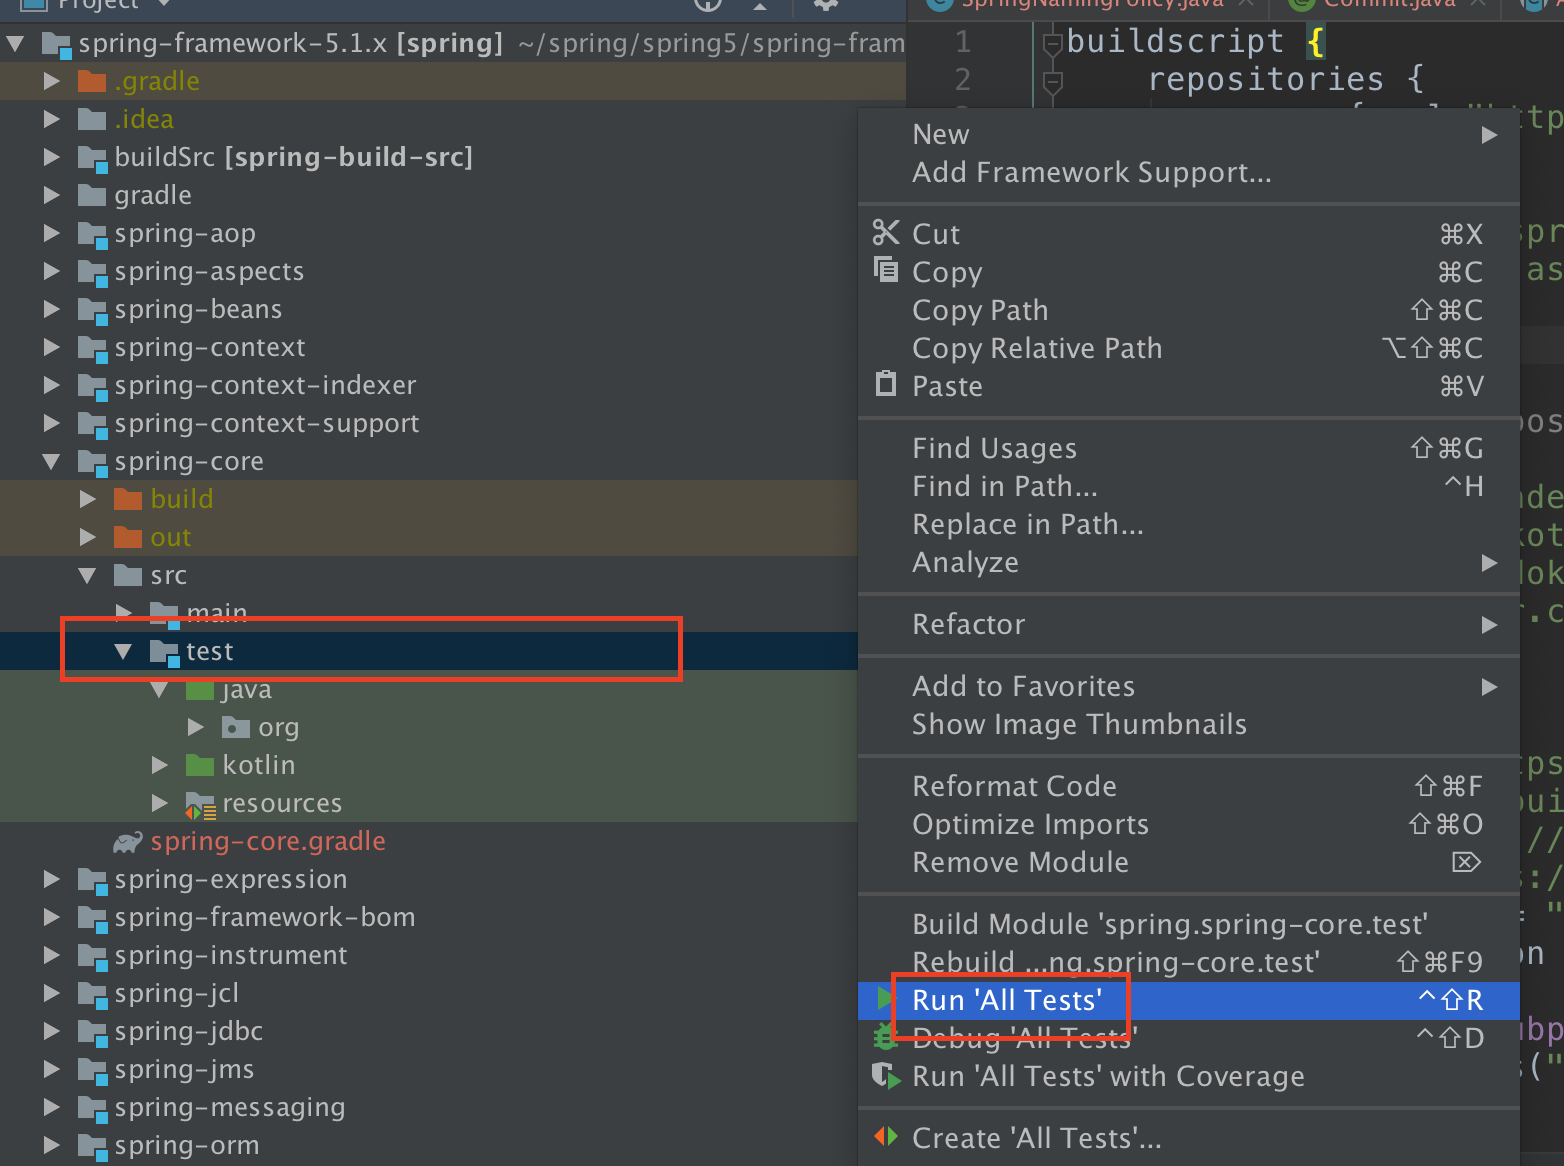 Project
spring-framework-5.1.x [spring] ~/spring/spring5/spring-fram
.gradle
.idea
buildSrc [spring-build-src]
gradle
spring-aop
spring-aspects
spring-beans
spring-context
spring-context-indexer
spring-context-support
spring-core
build
out
src
main
test
java
org
kotlin
resources
spring-core.gradle
spring-expression
spring-framework-bom
spring-instrument
spring-jcl
spring-jdbc
spring-jms
spring-messaging
spring-orm
SpringNamingPolicy.java
Commit.java
1 buildscript {
2 repositories {
New
Add Framework Support...
Cut ⌘X
Copy ⌘C
Copy Path ⇧⌘C
Copy Relative Path ⌥⇧⌘C
Paste ⌘V
Find Usages ⇧⌘G
Find in Path... ^H
Replace in Path...
Analyze
Refactor
Add to Favorites
Show Image Thumbnails
Reformat Code ⇧⌘F
Optimize Imports ⇧⌘O
Remove Module ⌦
Build Module 'spring.spring-core.test'
Rebuild ...ng.spring-core.test' ⇧⌘F9
Run 'All Tests' ^⇧R
Debug 'All Tests' ^⇧D
Run 'All Tests' with Coverage
Create 'All Tests'...